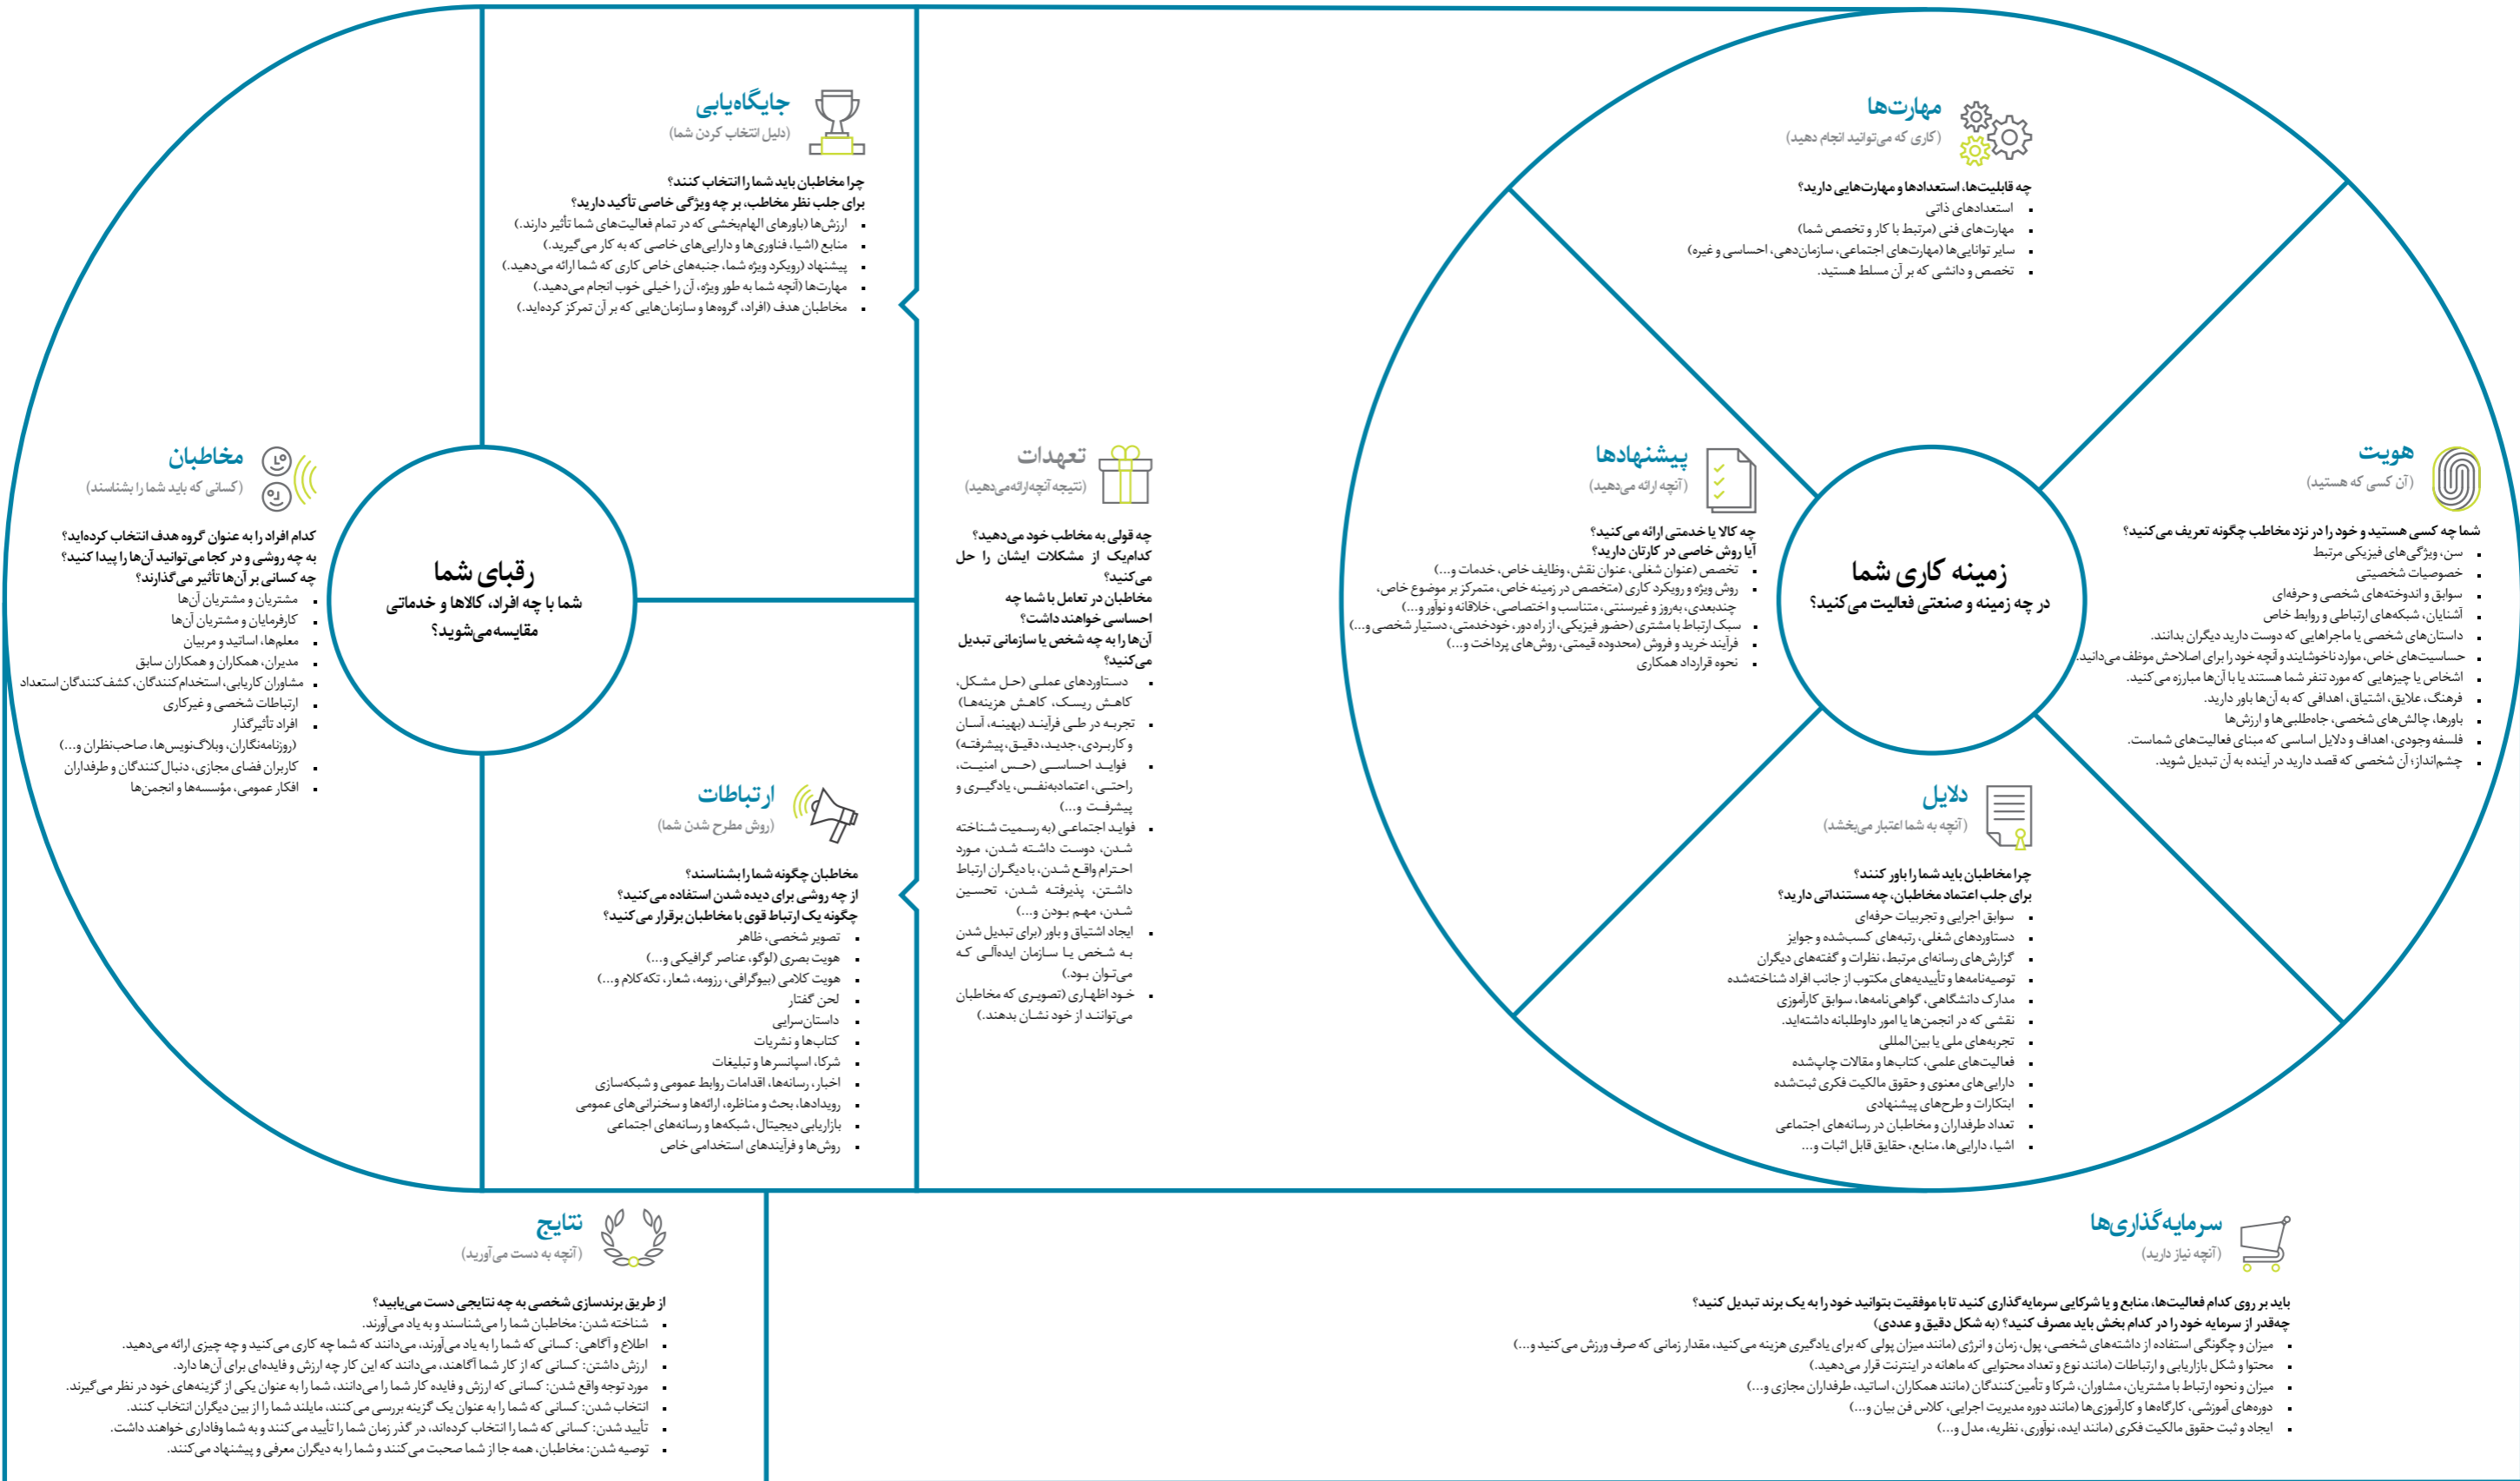 مهارت‌ها
(کاری که می‌توانید انجام دهید)
چه قابلیت‌ها، استعدادها و مهارت‌هایی دارید؟
استعدادهای ذاتی
مهارت‌های فنی (مرتبط با کار و تخصص شما)
سایر توانایی‌ها (مهارت‌های اجتماعی، سازمان‌دهی، احساسی و غیره)
تخصص و دانشی که بر آن مسلط هستید.
هویت
(آن کسی که هستید)
شما چه کسی هستید و خود را در نزد مخاطب چگونه تعریف می‌کنید؟
سن، ویژگی‌های فیزیکی مرتبط
خصوصیات شخصیتی
سوابق و اندوخته‌های شخصی و حرفه‌ای
آشنایان، شبکه‌های ارتباطی و روابط خاص
داستان‌های شخصی یا ماجراهایی که دوست دارید دیگران بدانند.
حساسیت‌های خاص، موارد ناخوشایند و آنچه خود را برای اصلاحش موظف می‌دانید.
اشخاص یا چیزهایی که مورد تنفر شما هستند یا با آن‌ها مبارزه می‌کنید.
فرهنگ، علایق، اشتیاق، اهدافی که به آن‌ها باور دارید.
باورها، چالش‌های شخصی، جاه‌طلبی‌ها و ارزش‌ها
فلسفه وجودی، اهداف و دلایل اساسی که مبنای فعالیت‌های شماست.
چشم‌انداز؛ آن شخصی که قصد دارید در آینده به آن تبدیل شوید.
زمینه کاری شما
در چه زمینه و صنعتی فعالیت می‌کنید؟
پیشنهادها
(آنچه ارائه می‌دهید)
چه کالا یا خدمتی ارائه می‌کنید؟
آیا روش خاصی در کارتان دارید؟
تخصص (عنوان شغلی، عنوان نقش، وظایف خاص، خدمات و...)
روش ویژه و رویکرد کاری (متخصص در زمینه خاص، متمرکز بر موضوع خاص،
چندبعدی، به‌روز و غیرسنتی، متناسب و اختصاصی، خلاقانه و نوآور و...)
سبک ارتباط با مشتری (حضور فیزیکی، از راه دور، خودخدمتی، دستیار شخصی و...)
فرآیند خرید و فروش (محدوده قیمتی، روش‌های پرداخت و...)
نحوه قرارداد همکاری
دلایل
(آنچه به شما اعتبار می‌بخشد)
چرا مخاطبان باید شما را باور کنند؟
برای جلب اعتماد مخاطبان، چه مستنداتی دارید؟
سوابق اجرایی و تجربیات حرفه‌ای
دستاوردهای شغلی، رتبه‌های کسب‌شده و جوایز
گزارش‌های رسانه‌ای مرتبط، نظرات و گفته‌های دیگران
توصیه‌نامه‌ها و تأییدیه‌های مکتوب از جانب افراد شناخته‌شده
مدارک دانشگاهی، گواهی‌نامه‌ها، سوابق کارآموزی
نقشی که در انجمن‌ها یا امور داوطلبانه داشته‌اید.
تجربه‌های ملی یا بین‌المللی
فعالیت‌های علمی، کتاب‌ها و مقالات چاپ‌شده
دارایی‌های معنوی و حقوق مالکیت فکری ثبت‌شده
ابتکارات و طرح‌های پیشنهادی
تعداد طرفداران و مخاطبان در رسانه‌های اجتماعی
اشیا، دارایی‌ها، منابع، حقایق قابل اثبات و...
تعهدات
(نتیجه آنچه ارائه می‌دهید)
چه قولی به مخاطب خود می‌دهید؟
کدام‌یک از مشکلات ایشان را حل
می‌کنید؟
مخاطبان در تعامل با شما چه
احساسی خواهند داشت؟
آن‌ها را به چه شخص یا سازمانی تبدیل
می‌کنید؟
دستاوردهای عملی (حل مشکل،
کاهش ریسک، کاهش هزینه‌ها)
تجربه در طی فرآیند (بهینه، آسان
و کاربردی، جدید، دقیق، پیشرفته)
فواید احساسی (حس امنیت،
راحتی، اعتمادبه‌نفس، یادگیری و
پیشرفت و...)
فواید اجتماعی (به رسمیت شناخته
شدن، دوست داشته شدن، مورد
احترام واقع شدن، با دیگران ارتباط
داشتن، پذیرفته شدن، تحسین
شدن، مهم بودن و...)
ایجاد اشتیاق و باور (برای تبدیل شدن
به شخص یا سازمان ایده‌آلی که
می‌توان بود.)
خود اظهاری (تصویری که مخاطبان
می‌توانند از خود نشان بدهند.)
جایگاه‌یابی
(دلیل انتخاب کردن شما)
چرا مخاطبان باید شما را انتخاب کنند؟
برای جلب نظر مخاطب، بر چه ویژگی خاصی تأکید دارید؟
ارزش‌ها (باورهای الهام‌بخشی که در تمام فعالیت‌های شما تأثیر دارند.)
منابع (اشیا، فناوری‌ها و دارایی‌های خاصی که به کار می‌گیرید.)
پیشنهاد (رویکرد ویژه شما، جنبه‌های خاص کاری که شما ارائه می‌دهید.)
مهارت‌ها (آنچه شما به طور ویژه، آن را خیلی خوب انجام می‌دهید.)
مخاطبان هدف (افراد، گروه‌ها و سازمان‌هایی که بر آن تمرکز کرده‌اید.)
رقبای شما
شما با چه افراد، کالاها و خدماتی
مقایسه می‌شوید؟
ارتباطات
(روش مطرح شدن شما)
مخاطبان چگونه شما را بشناسند؟
از چه روشی برای دیده شدن استفاده می‌کنید؟
چگونه یک ارتباط قوی با مخاطبان برقرار می‌کنید؟
تصویر شخصی، ظاهر
هویت بصری (لوگو، عناصر گرافیکی و...)
هویت کلامی (بیوگرافی، رزومه، شعار، تکه کلام و...)
لحن گفتار
داستان‌سرایی
کتاب‌ها و نشریات
شرکا، اسپانسرها و تبلیغات
اخبار، رسانه‌ها، اقدامات روابط عمومی و شبکه‌سازی
رویدادها، بحث و مناظره، ارائه‌ها و سخنرانی‌های عمومی
بازاریابی دیجیتال، شبکه‌ها و رسانه‌های اجتماعی
روش‌ها و فرآیندهای استخدامی خاص
مخاطبان
(کسانی که باید شما را بشناسند)
کدام افراد را به عنوان گروه هدف انتخاب کرده‌اید؟
به چه روشی و در کجا می‌توانید آن‌ها را پیدا کنید؟
چه کسانی بر آن‌ها تأثیر می‌گذارند؟
مشتریان و مشتریان آن‌ها
کارفرمایان و مشتریان آن‌ها
معلم‌ها، اساتید و مربیان
مدیران، همکاران و همکاران سابق
مشاوران کاریابی، استخدام‌کنندگان، کشف‌کنندگان استعداد
ارتباطات شخصی و غیرکاری
افراد تأثیرگذار
(روزنامه‌نگاران، وبلاگ‌نویس‌ها، صاحب‌نظران و...)
کاربران فضای مجازی، دنبال‌کنندگان و طرفداران
افکار عمومی، مؤسسه‌ها و انجمن‌ها
سرمایه‌گذاری‌ها
(آنچه نیاز دارید)
باید بر روی کدام فعالیت‌ها، منابع و یا شرکایی سرمایه‌گذاری کنید تا با موفقیت بتوانید خود را به یک برند تبدیل کنید؟
چه‌قدر از سرمایه خود را در کدام بخش باید مصرف کنید؟ (به شکل دقیق و عددی)
میزان و چگونگی استفاده از داشته‌های شخصی، پول، زمان و انرژی (مانند میزان پولی که برای یادگیری هزینه می‌کنید، مقدار زمانی که صرف ورزش می‌کنید و...)
محتوا و شکل بازاریابی و ارتباطات (مانند نوع و تعداد محتوایی که ماهانه در اینترنت قرار می‌دهید.)
میزان و نحوه ارتباط با مشتریان، مشاوران، شرکا و تأمین‌کنندگان (مانند همکاران، اساتید، طرفداران مجازی و...)
دوره‌های آموزشی، کارگاه‌ها و کارآموزی‌ها (مانند دوره مدیریت اجرایی، کلاس فن بیان و...)
ایجاد و ثبت حقوق مالکیت فکری (مانند ایده، نوآوری، نظریه، مدل و...)
نتایج
(آنچه به دست می‌آورید)
از طریق برندسازی شخصی به چه نتایجی دست می‌یابید؟
شناخته شدن: مخاطبان شما را می‌شناسند و به یاد می‌آورند.
اطلاع و آگاهی: کسانی که شما را به یاد می‌آورند، می‌دانند که شما چه کاری می‌کنید و چه چیزی ارائه می‌دهید.
ارزش داشتن: کسانی که از کار شما آگاهند، می‌دانند که این کار چه ارزش و فایده‌ای برای آن‌ها دارد.
مورد توجه واقع شدن: کسانی که ارزش و فایده کار شما را می‌دانند، شما را به عنوان یکی از گزینه‌های خود در نظر می‌گیرند.
انتخاب شدن: کسانی که شما را به عنوان یک گزینه بررسی می‌کنند، مایلند شما را از بین دیگران انتخاب کنند.
تأیید شدن: کسانی که شما را انتخاب کرده‌اند، در گذر زمان شما را تأیید می‌کنند و به شما وفاداری خواهند داشت.
توصیه شدن: مخاطبان، همه جا از شما صحبت می‌کنند و شما را به دیگران معرفی و پیشنهاد می‌کنند.